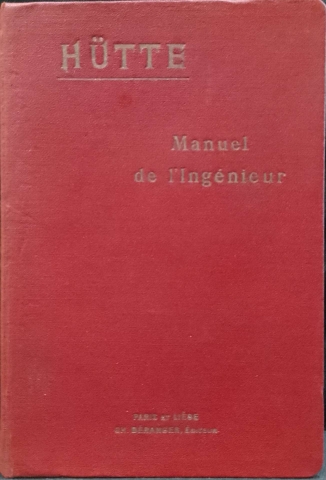 HÜTTE
Manuel
de l'Ingénieur
PARIS ET LIÈGE
CH. BÉRANGER, Éditeur